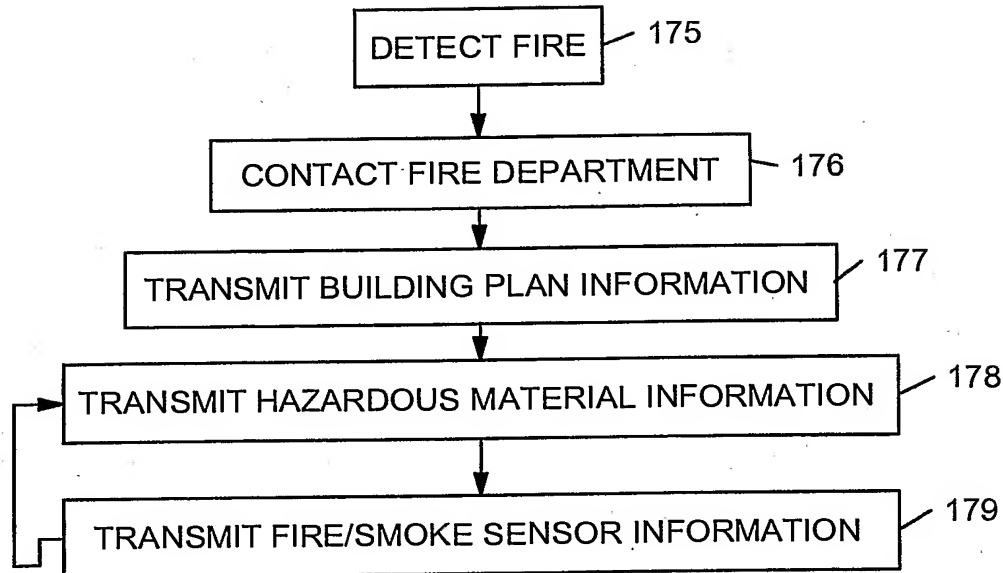 DETECT FIRE 175
CONTACT FIRE DEPARTMENT 176
TRANSMIT BUILDING PLAN INFORMATION 177
TRANSMIT HAZARDOUS MATERIAL INFORMATION 178
TRANSMIT FIRE/SMOKE SENSOR INFORMATION 179